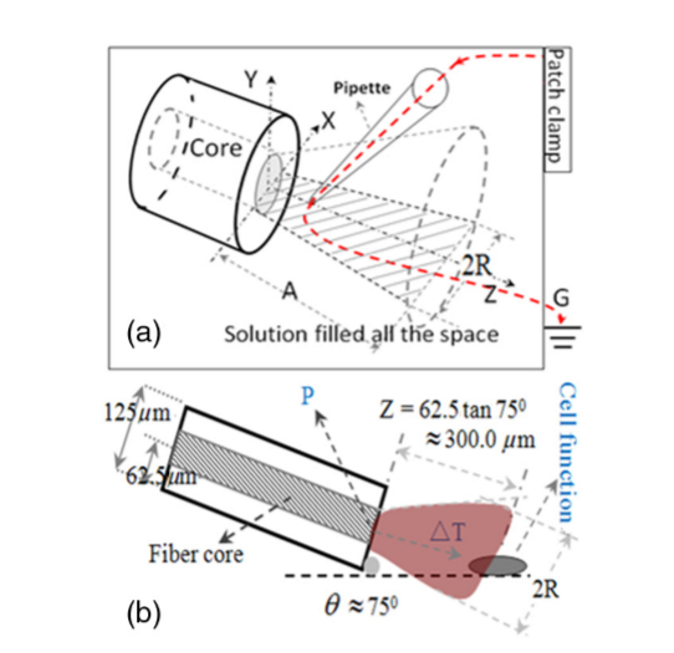 Patch clamp
Y
Pipette
X
Core
2R
Z
A
G
(a)
Solution filled all the space
P
Z = 62.5 tan 75⁰
≈ 300.0 μm
Cell function
125μm
62.5μm
ΔT
Fiber core
2R
θ ≈ 75⁰
(b)